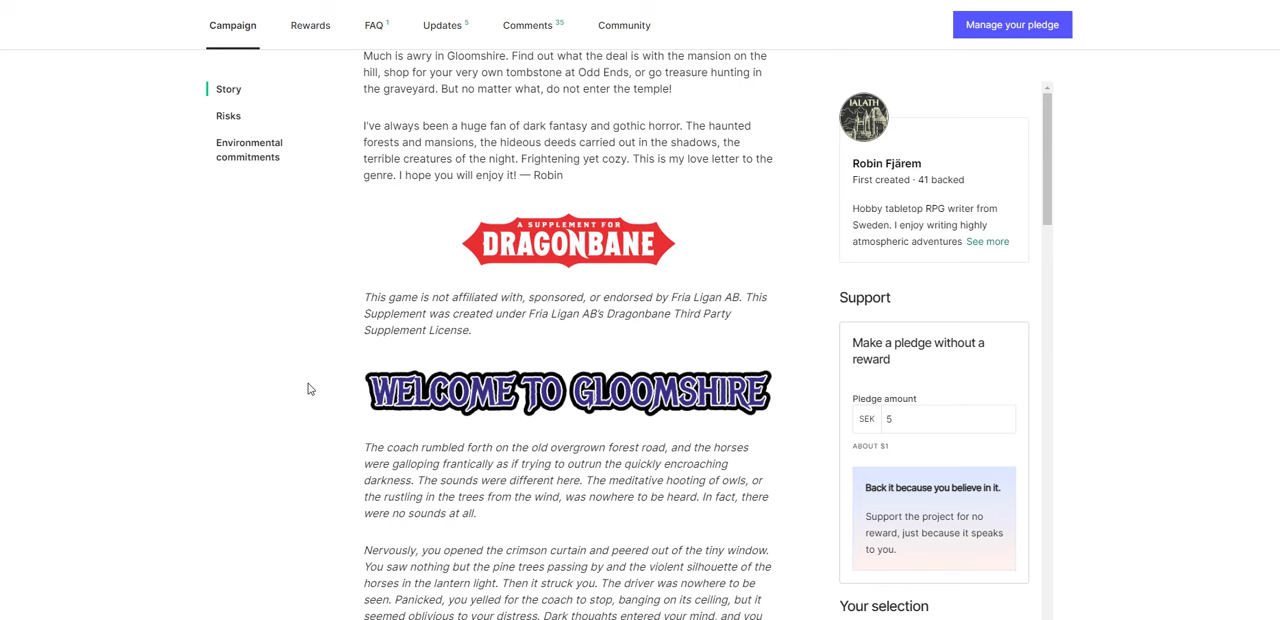 Campaign
Rewards
FAQ 1
Updates 5
Comments 35
Community
Manage your pledge
Story
Risks
Environmental
commitments
Much is awry in Gloomshire. Find out what the deal is with the mansion on the
hill, shop for your very own tombstone at Odd Ends, or go treasure hunting in
the graveyard. But no matter what, do not enter the temple!
I've always been a huge fan of dark fantasy and gothic horror. The haunted
forests and mansions, the hideous deeds carried out in the shadows, the
terrible creatures of the night. Frightening yet cozy. This is my love letter to the
genre. I hope you will enjoy it! — Robin
A SUPPLEMENT FOR
DRAGONBANE
This game is not affiliated with, sponsored, or endorsed by Fria Ligan AB. This
Supplement was created under Fria Ligan AB's Dragonbane Third Party
Supplement License.
WELCOME TO GLOOMSHIRE
The coach rumbled forth on the old overgrown forest road, and the horses
were galloping frantically as if trying to outrun the quickly encroaching
darkness. The sounds were different here. The meditative hooting of owls, or
the rustling in the trees from the wind, was nowhere to be heard. In fact, there
were no sounds at all.
Nervously, you opened the crimson curtain and peered out of the tiny window.
You saw nothing but the pine trees passing by and the violent silhouette of the
horses in the lantern light. Then it struck you. The driver was nowhere to be
seen. Panicked, you yelled for the coach to stop, banging on its ceiling, but it
seemed oblivious to your distress. Dark thoughts entered your mind, and you
IALATH
Robin Fjärem
First created · 41 backed
Hobby tabletop RPG writer from
Sweden. I enjoy writing highly
atmospheric adventures See more
Support
Make a pledge without a
reward
Pledge amount
SEK 5
ABOUT $1
Back it because you believe in it.
Support the project for no
reward, just because it speaks
to you.
Your selection